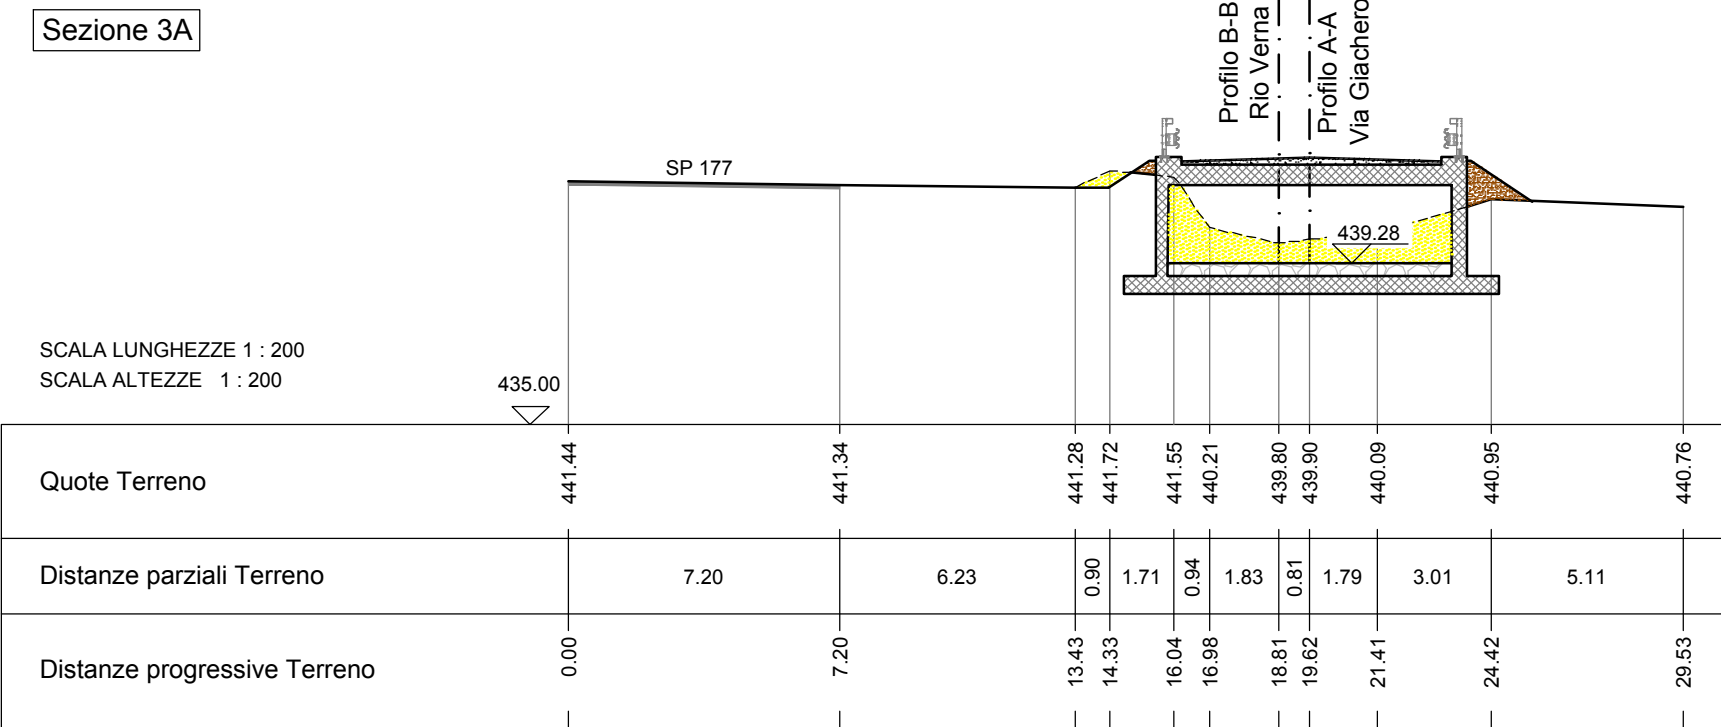 Sezione 3A
Profilo B-B
Rio Verna
Profilo A-A
Via Giachero
SP 177
439.28
SCALA LUNGHEZZE 1 : 200
SCALA ALTEZZE 1 : 200
435.00
Quote Terreno
441.44 441.34 441.28 441.72 441.55 440.21 439.80 439.90 440.09 440.95 440.76
Distanze parziali Terreno
7.20 6.23 0.90 1.71 0.94 1.83 0.81 1.79 3.01 5.11
Distanze progressive Terreno
0.00 7.20 13.43 14.33 16.04 16.98 18.81 19.62 21.41 24.42 29.53